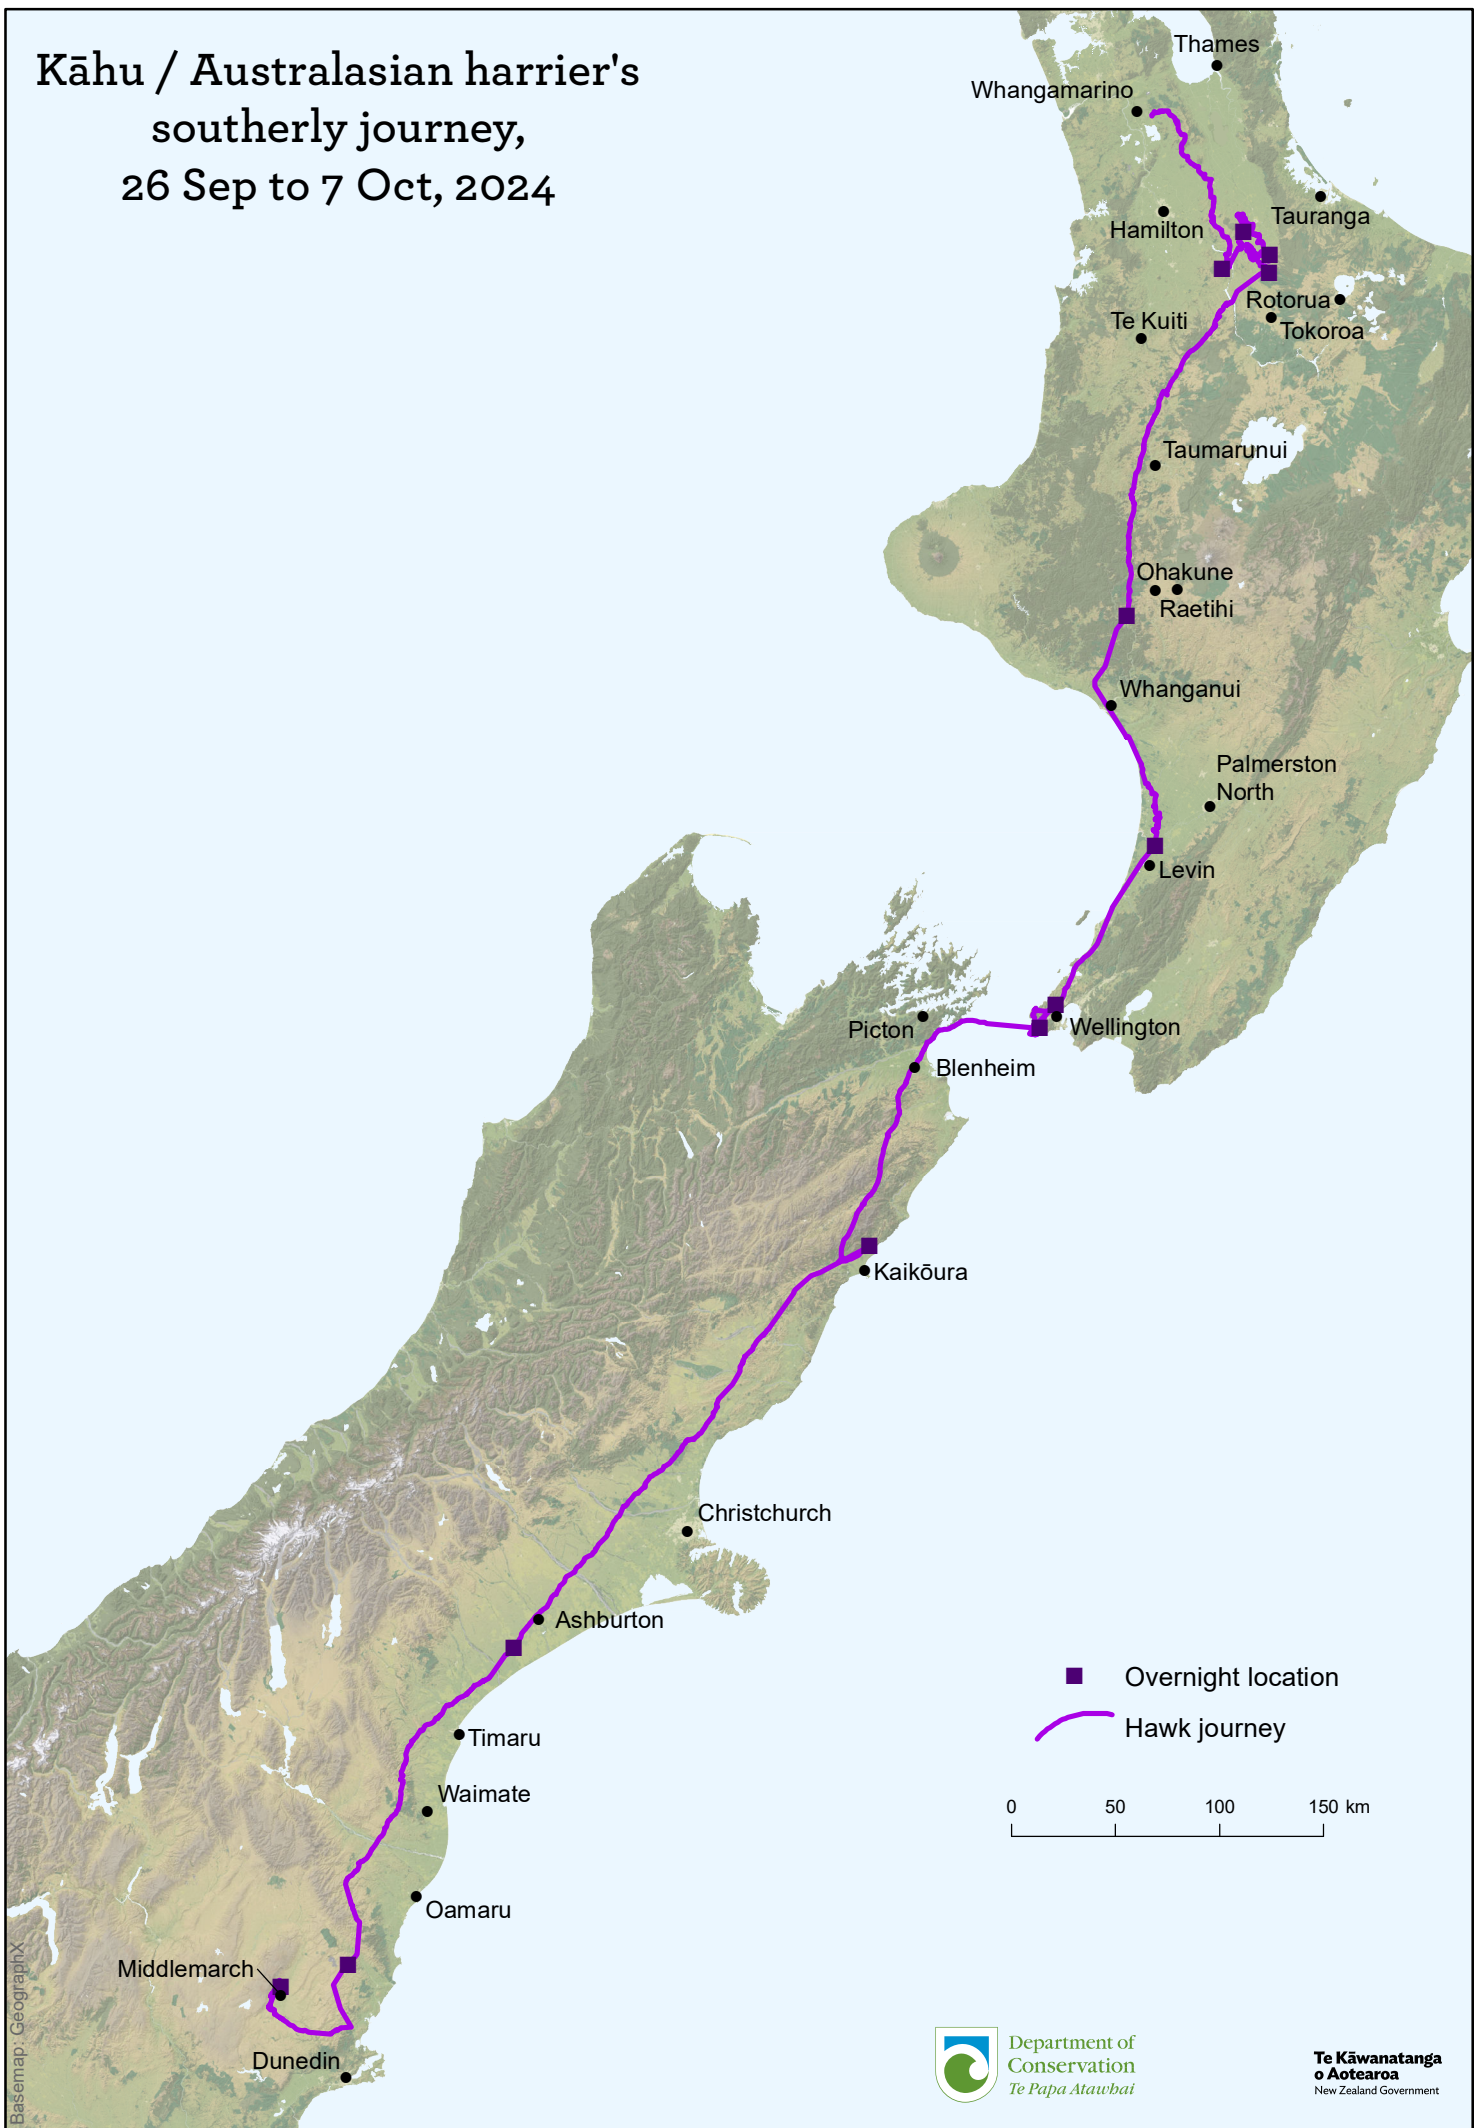 Kāhu / Australasian harrier's
southerly journey,
26 Sep to 7 Oct, 2024
Thames
Whangamarino
Tauranga
Hamilton
Rotorua
Te Kuiti
Tokoroa
Taumarunui
Ohakune
Raetihi
Whanganui
Palmerston
North
Levin
Picton
Wellington
Blenheim
Kaikōura
Christchurch
Ashburton
Overnight location
Hawk journey
Timaru
Waimate
0 50 100 150 km
Oamaru
Middlemarch
Dunedin
Basemap: GeographX
Department of
Conservation
Te Papa Atawhai
Te Kāwanatanga
o Aotearoa
New Zealand Government